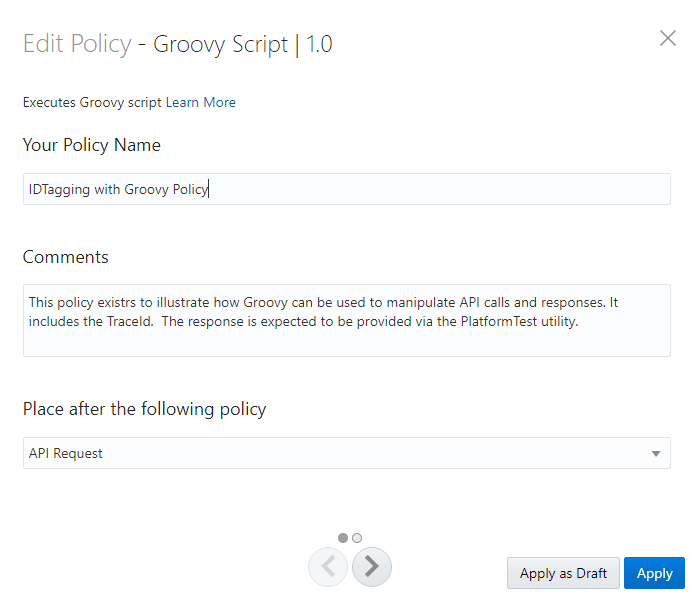 Edit Policy - Groovy Script | 1.0
Executes Groovy script Learn More
Your Policy Name
IDTagging with Groovy Policy
Comments
This policy existrs to illustrate how Groovy can be used to manipulate API calls and responses. It
includes the TraceId.  The response is expected to be provided via the PlatformTest utility.
Place after the following policy
API Request
Apply as Draft
Apply